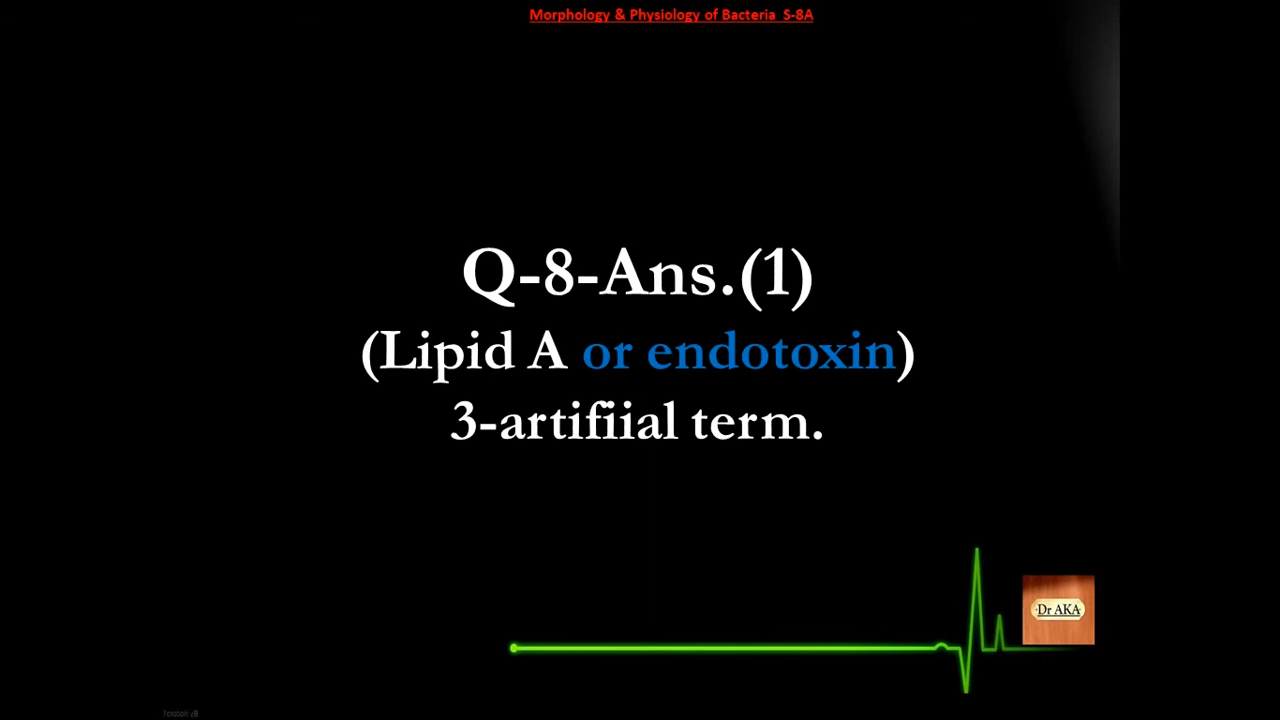 Morphology & Physiology of Bacteria S-8A
Q-8-Ans.(1)
(Lipid A or endotoxin)
3-artifiial term.
Dr AKA